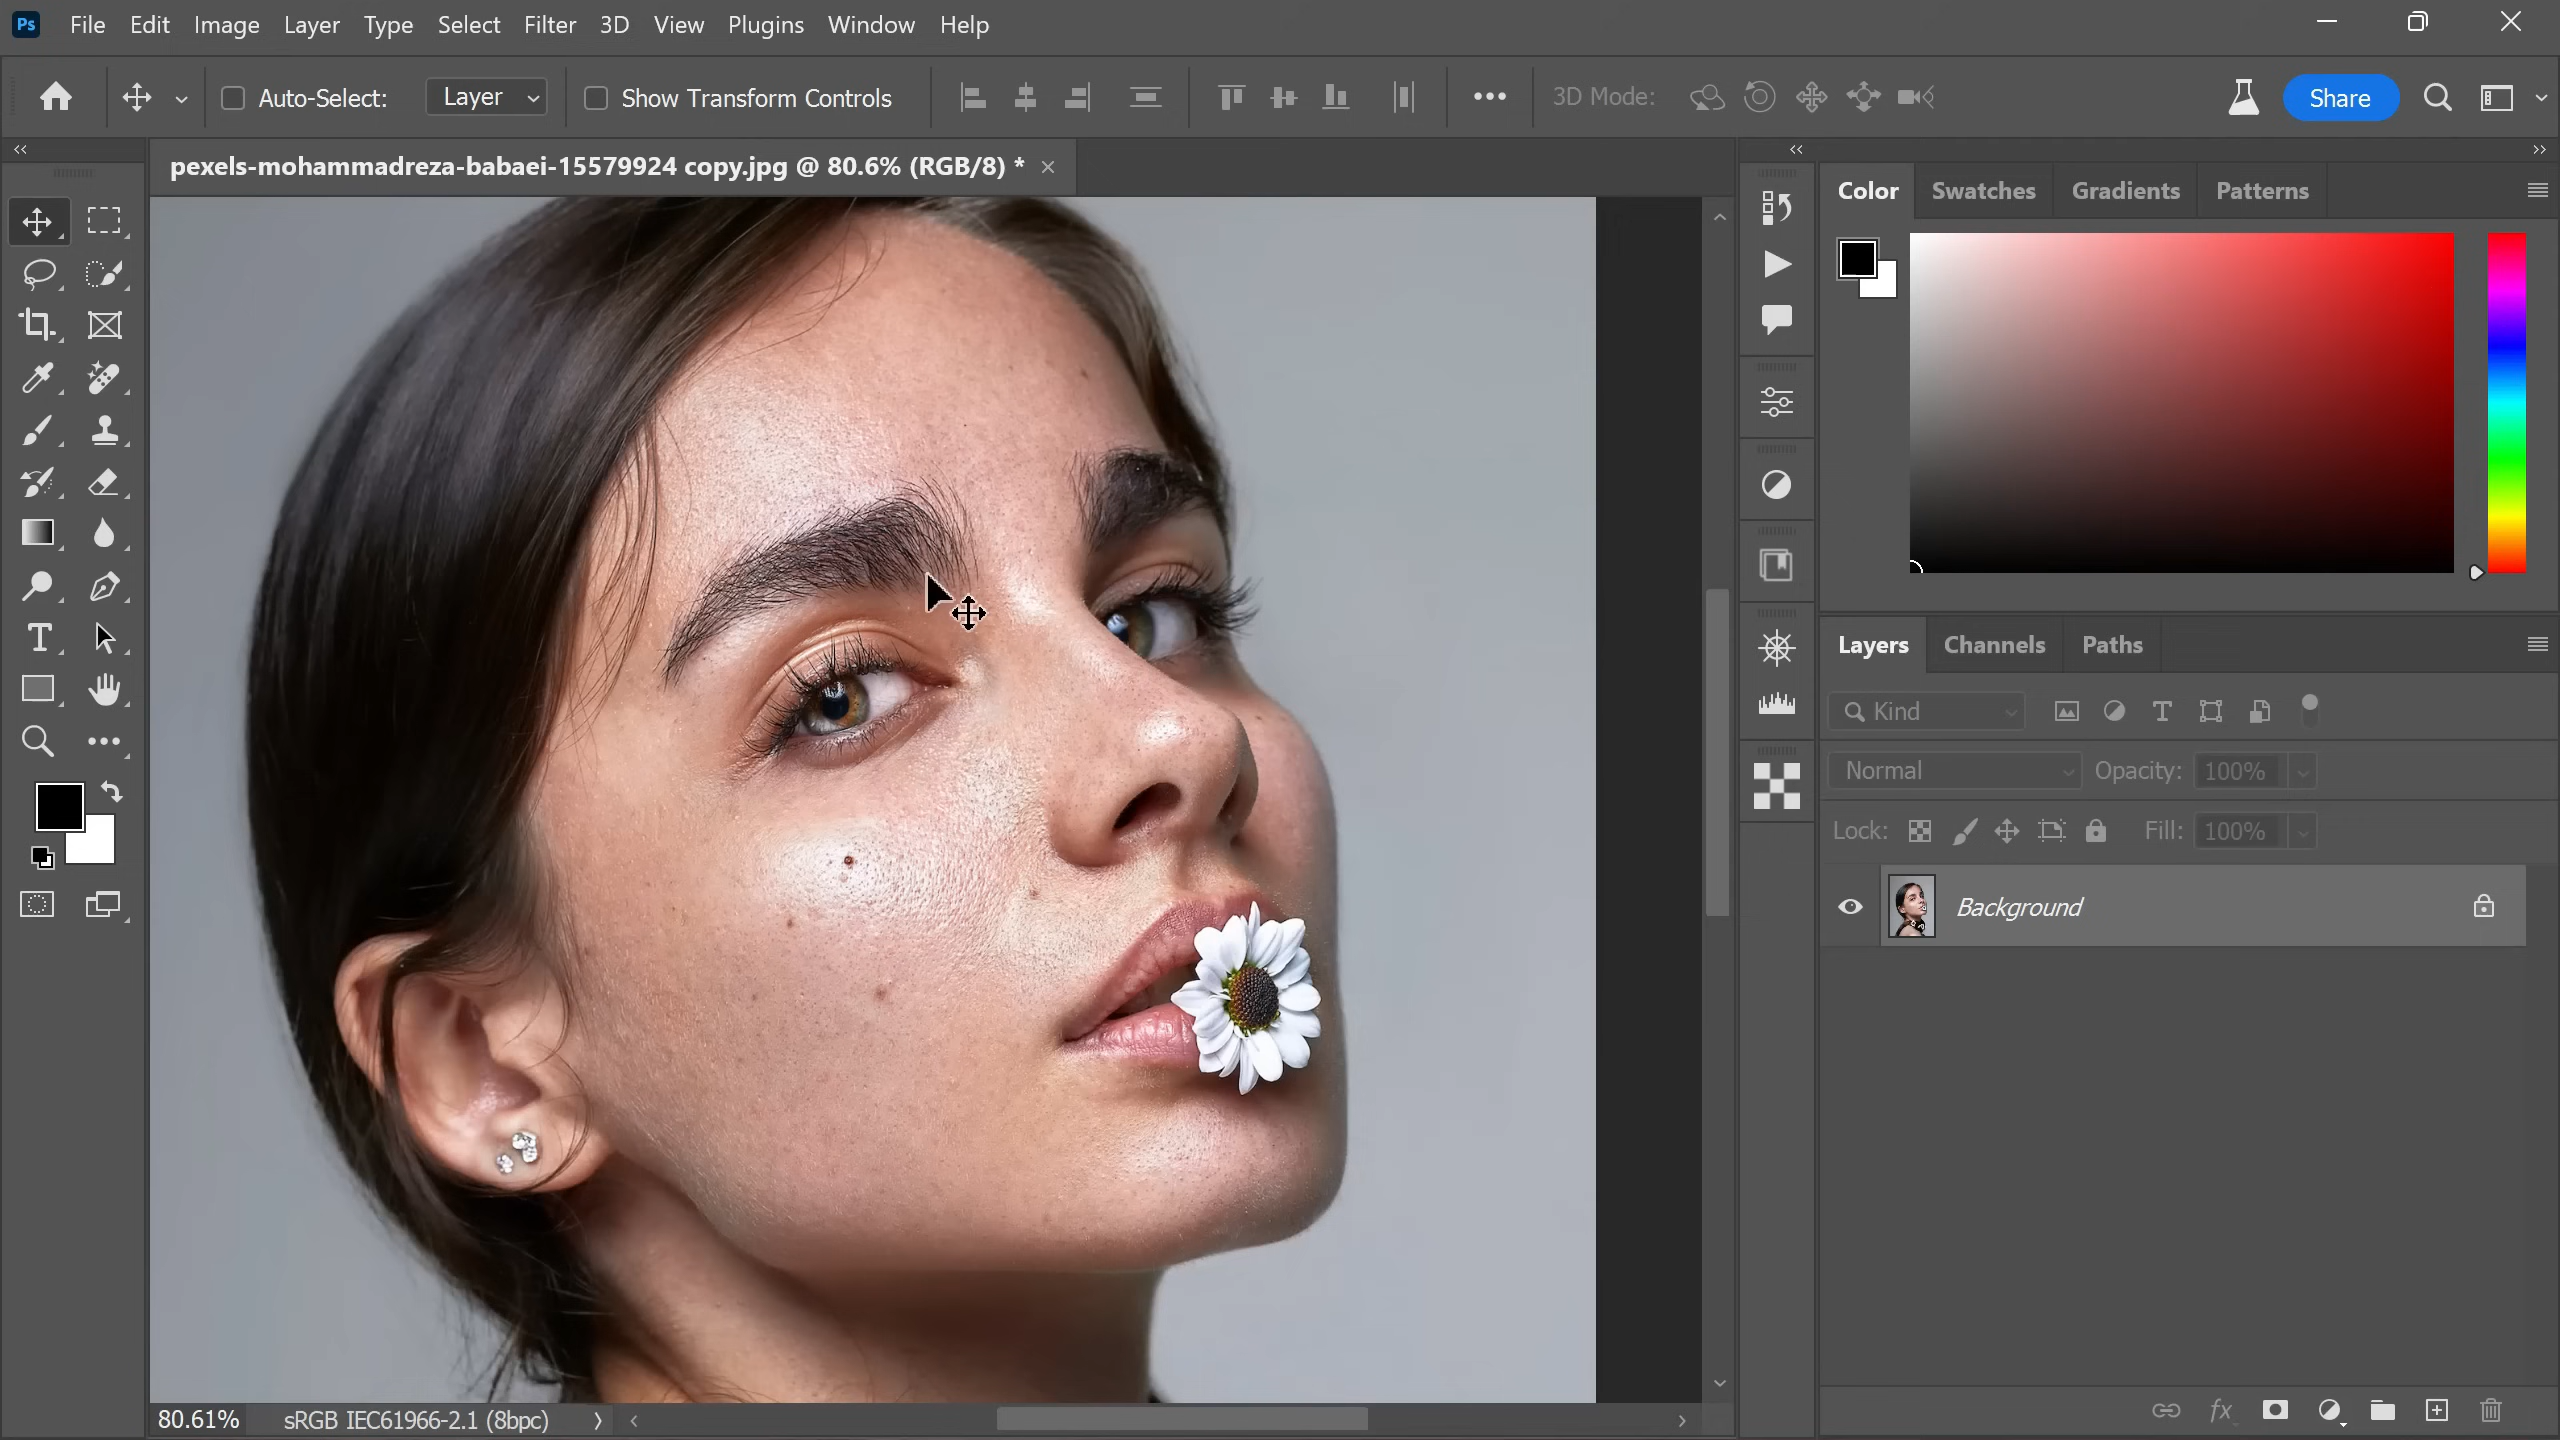 Ps File Edit Image Layer Type Select Filter 3D View Plugins Window Help
Auto-Select: Layer Show Transform Controls 3D Mode: Share
pexels-mohammadreza-babaei-15579924 copy.jpg @ 80.6% (RGB/8) *
Color Swatches Gradients Patterns
Layers Channels Paths
Kind
Normal Opacity: 100%
Lock: Fill: 100%
Background
fx
80.61% sRGB IEC61966-2.1 (8bpc)